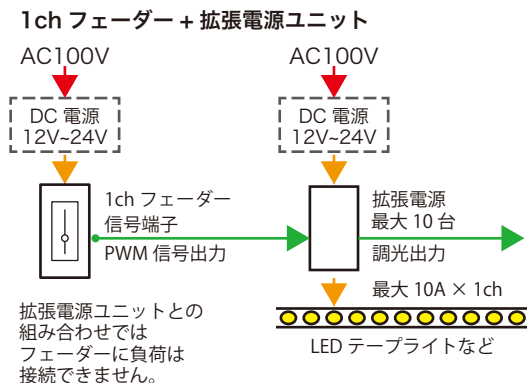 1ch フェーダー + 拡張電源ユニット
AC100V
DC 電源
12V~24V
AC100V
DC 電源
12V~24V
1ch フェーダー
信号端子
PWM 信号出力
拡張電源
最大 10 台
調光出力
最大 10A × 1ch
LED テープライトなど
拡張電源ユニットとの
組み合わせでは
フェーダーに負荷は
接続できません。